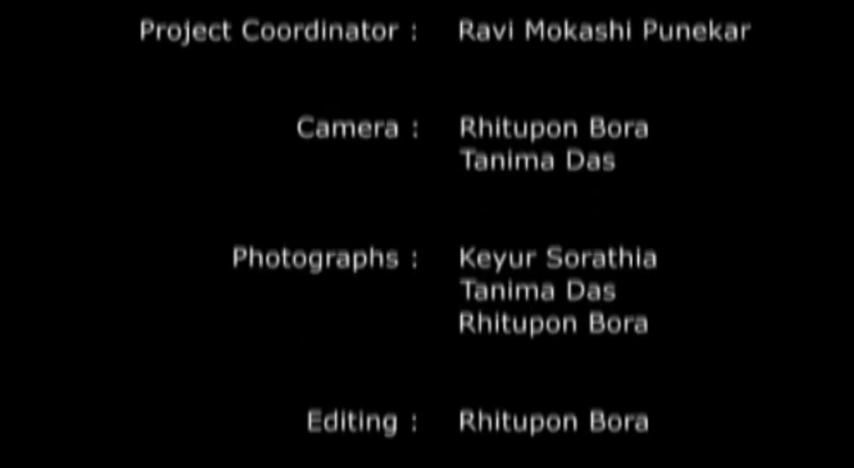 Project Coordinator : Ravi Mokashi Punekar
Camera : Rhitupon Bora
Tanima Das
Photographs : Keyur Sorathia
Tanima Das
Rhitupon Bora
Editing : Rhitupon Bora